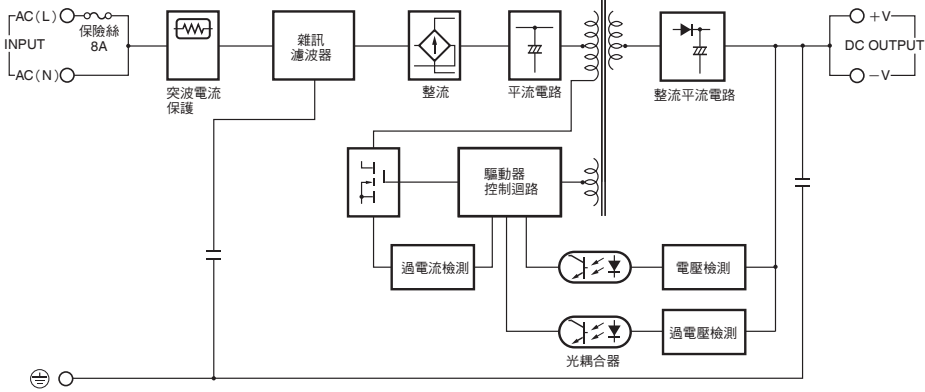 AC(L)
保險絲
8A
INPUT
AC(N)
突波電流
保護
雜訊
濾波器
整流
平流電路
整流平流電路
+V
DC OUTPUT
−V
驅動器
控制迴路
過電流檢測
電壓檢測
過電壓檢測
光耦合器